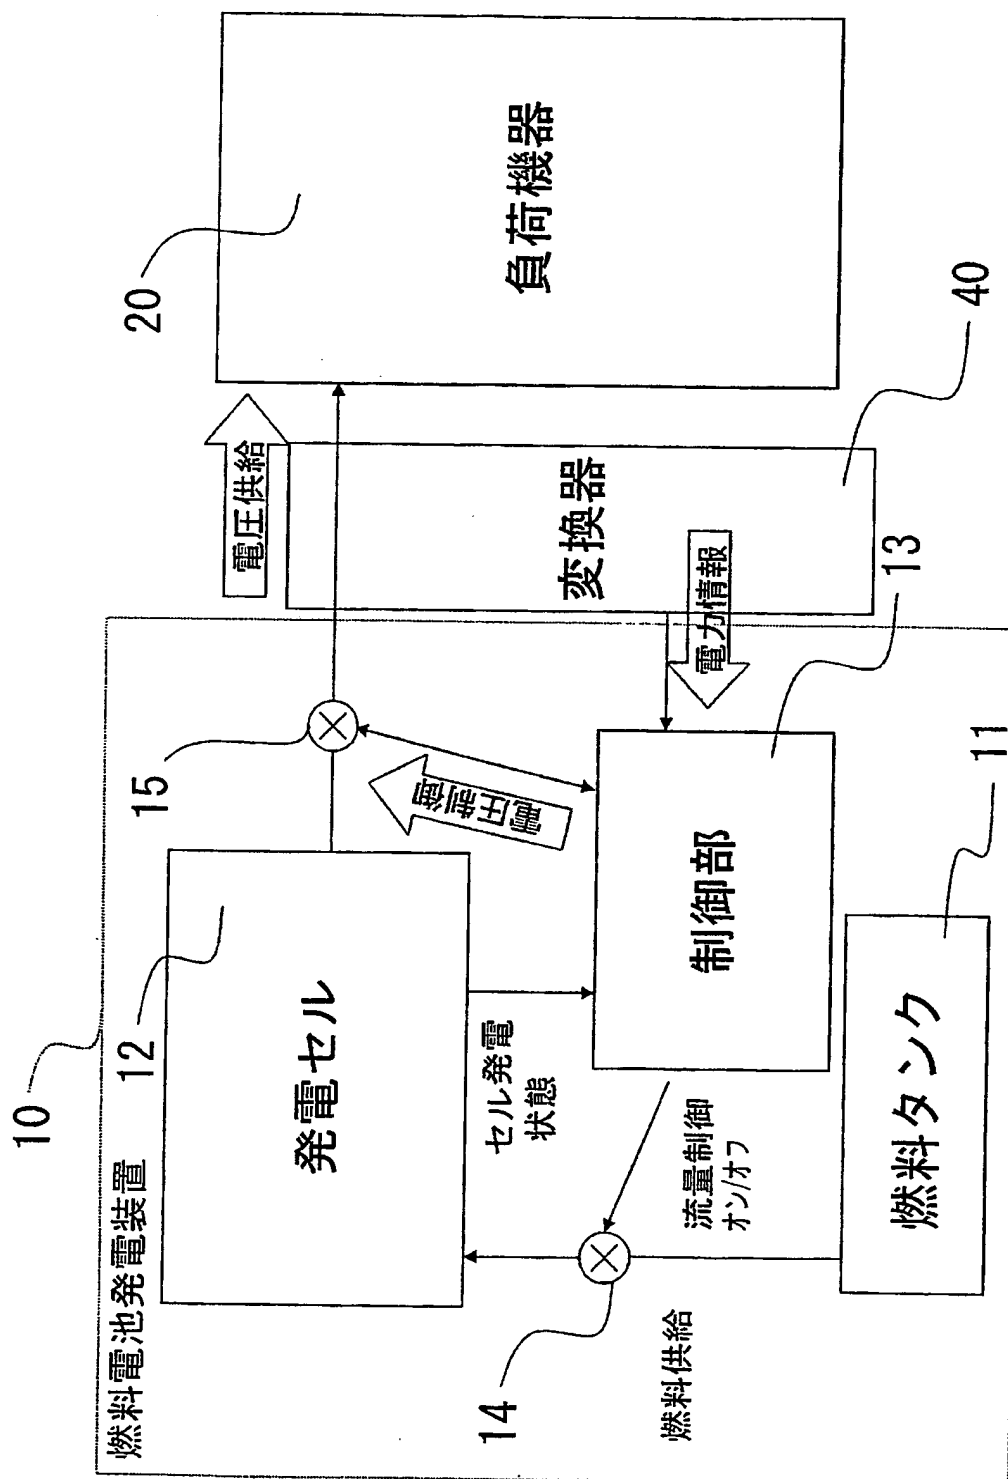 10
燃料電池発電装置
12
発電セル
15
電圧供給
20
負荷機器
電圧制御
セル発電
状態
変換器
電力情報
40
14
流量制御
オン/オフ
制御部
13
燃料供給
燃料タンク
11